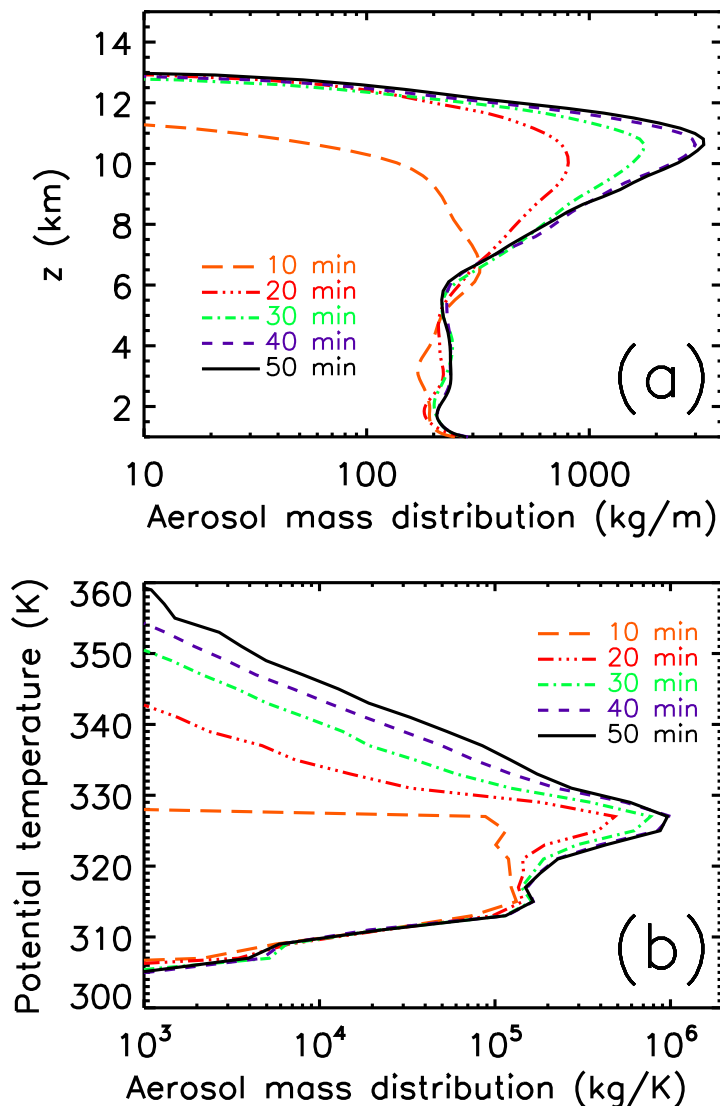 14
12
10
8
6
4
2
z (km)
10 min
20 min
30 min
40 min
50 min
(a)
10 100 1000
Aerosol mass distribution (kg/m)
360
350
340
330
320
310
300
Potential temperature (K)
10 min
20 min
30 min
40 min
50 min
(b)
10³ 10⁴ 10⁵ 10⁶
Aerosol mass distribution (kg/K)